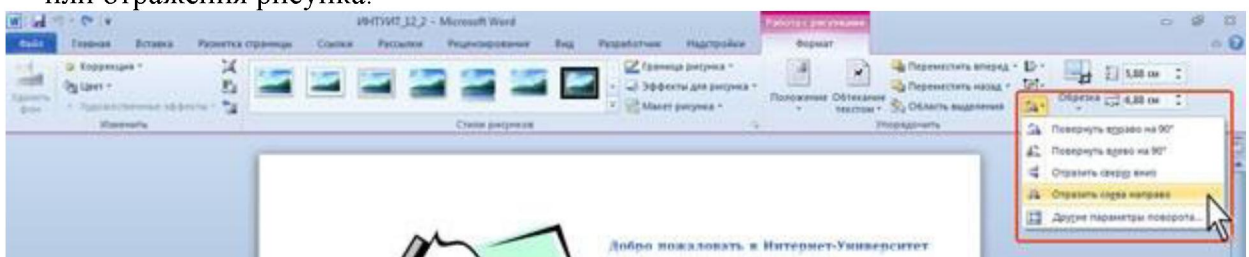 или отражения рисунка.
ИНТУИТ_12_2 - Microsoft Word
Работа с рисунками
Файл Главная Вставка Разметка страницы Ссылки Рассылки Рецензирование Вид Разработчик Надстройки Формат
Удалить фон
Коррекция
Цвет
Художественные эффекты
Изменить
Стили рисунков
Граница рисунка
Эффекты для рисунка
Макет рисунка
Положение
Обтекание текстом
Переместить вперед
Переместить назад
Область выделения
Упорядочить
Обрезка
5,88 см
6,88 см
Повернуть вправо на 90°
Повернуть влево на 90°
Отразить сверху вниз
Отразить слева направо
Другие параметры поворота...
Добро пожаловать в Интернет-Университет